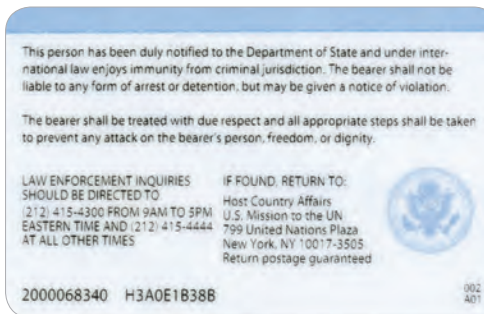 This person has been duly notified to the Department of State and under inter-
national law enjoys immunity from criminal jurisdiction. The bearer shall not be
liable to any form of arrest or detention, but may be given a notice of violation.
The bearer shall be treated with due respect and all appropriate steps shall be taken
to prevent any attack on the bearer's person, freedom, or dignity.
LAW ENFORCEMENT INQUIRIES
SHOULD BE DIRECTED TO
(212) 415-4300 FROM 9AM TO 5PM
EASTERN TIME AND (212) 415-4444
AT ALL OTHER TIMES
IF FOUND, RETURN TO:
Host Country Affairs
U.S. Mission to the UN
799 United Nations Plaza
New York, NY 10017-3505
Return postage guaranteed
2000068340 H3A0E1B38B
002
A01